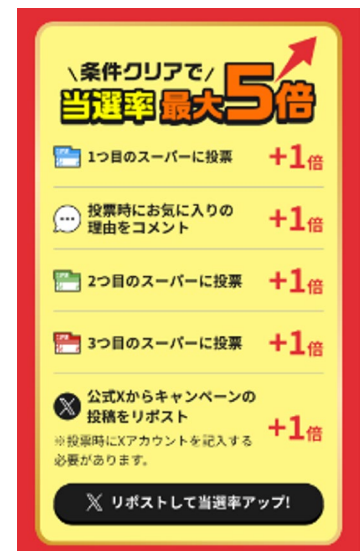 \条件クリアで/
当選率最大5倍
1つ目のスーパーに投票 +1倍
投票時にお気に入りの
理由をコメント +1倍
2つ目のスーパーに投票 +1倍
3つ目のスーパーに投票 +1倍
公式Xからキャンペーンの
投稿をリポスト +1倍
※投票時にXアカウントを記入する
必要があります。
X リポストして当選率アップ!